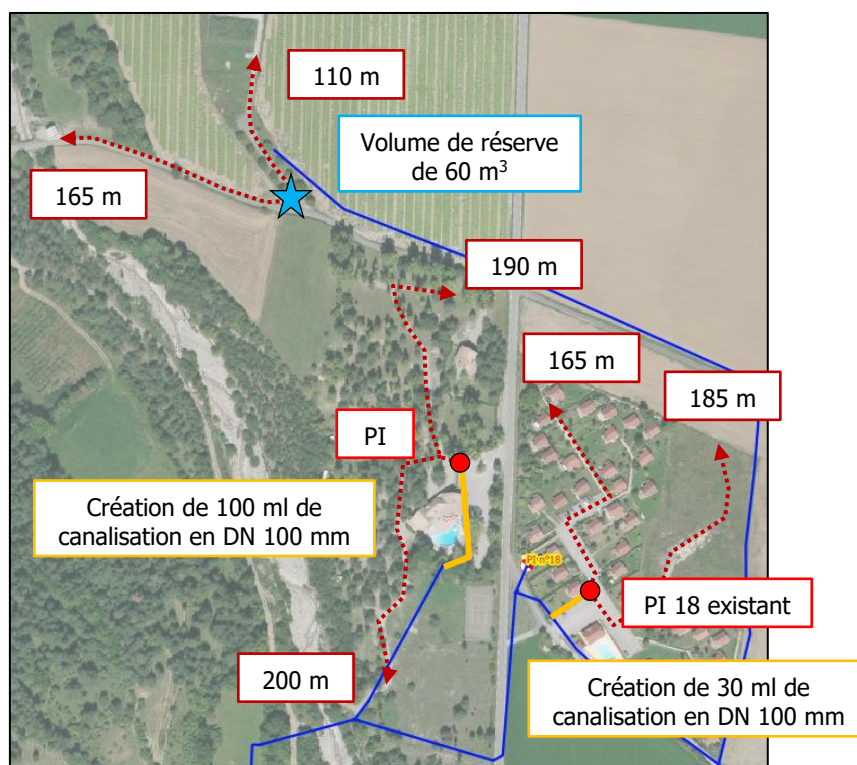 110 m
Volume de réserve
de 60 m³
165 m
190 m
165 m
185 m
PI
Création de 100 ml de
canalisation en DN 100 mm
PI n°18
PI 18 existant
200 m
Création de 30 ml de
canalisation en DN 100 mm